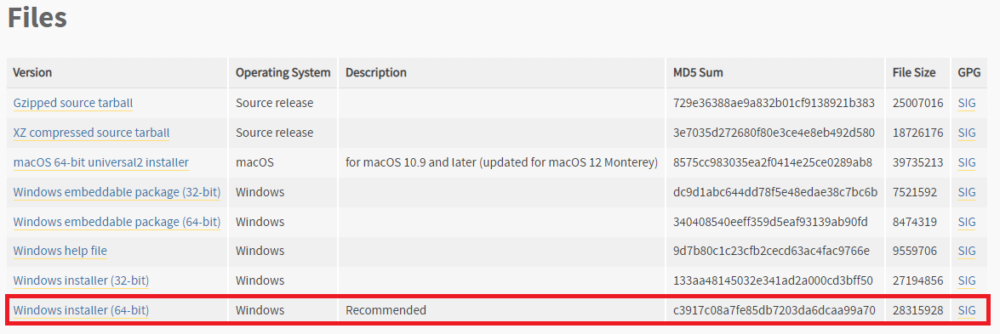 Files
Version Operating System Description MD5 Sum File Size GPG
Gzipped source tarball Source release 729e36388ae9a832b01cf9138921b383 25007016 SIG
XZ compressed source tarball Source release 3e7035d272680f80e3ce4e8eb492d580 18726176 SIG
macOS 64-bit universal2 installer macOS for macOS 10.9 and later (updated for macOS 12 Monterey) 8575cc983035ea2f0414e25ce0289ab8 39735213 SIG
Windows embeddable package (32-bit) Windows dc9d1abc644dd78f5e48edae38c7bc6b 7521592 SIG
Windows embeddable package (64-bit) Windows 340408540eeff359d5eaf93139ab90fd 8474319 SIG
Windows help file Windows 9d7b80c1c23cfb2cecd63ac4fac9766e 9559706 SIG
Windows installer (32-bit) Windows 133aa48145032e341ad2a000cd3bff50 27194856 SIG
Windows installer (64-bit) Windows Recommended c3917c08a7fe85db7203da6dcaa99a70 28315928 SIG